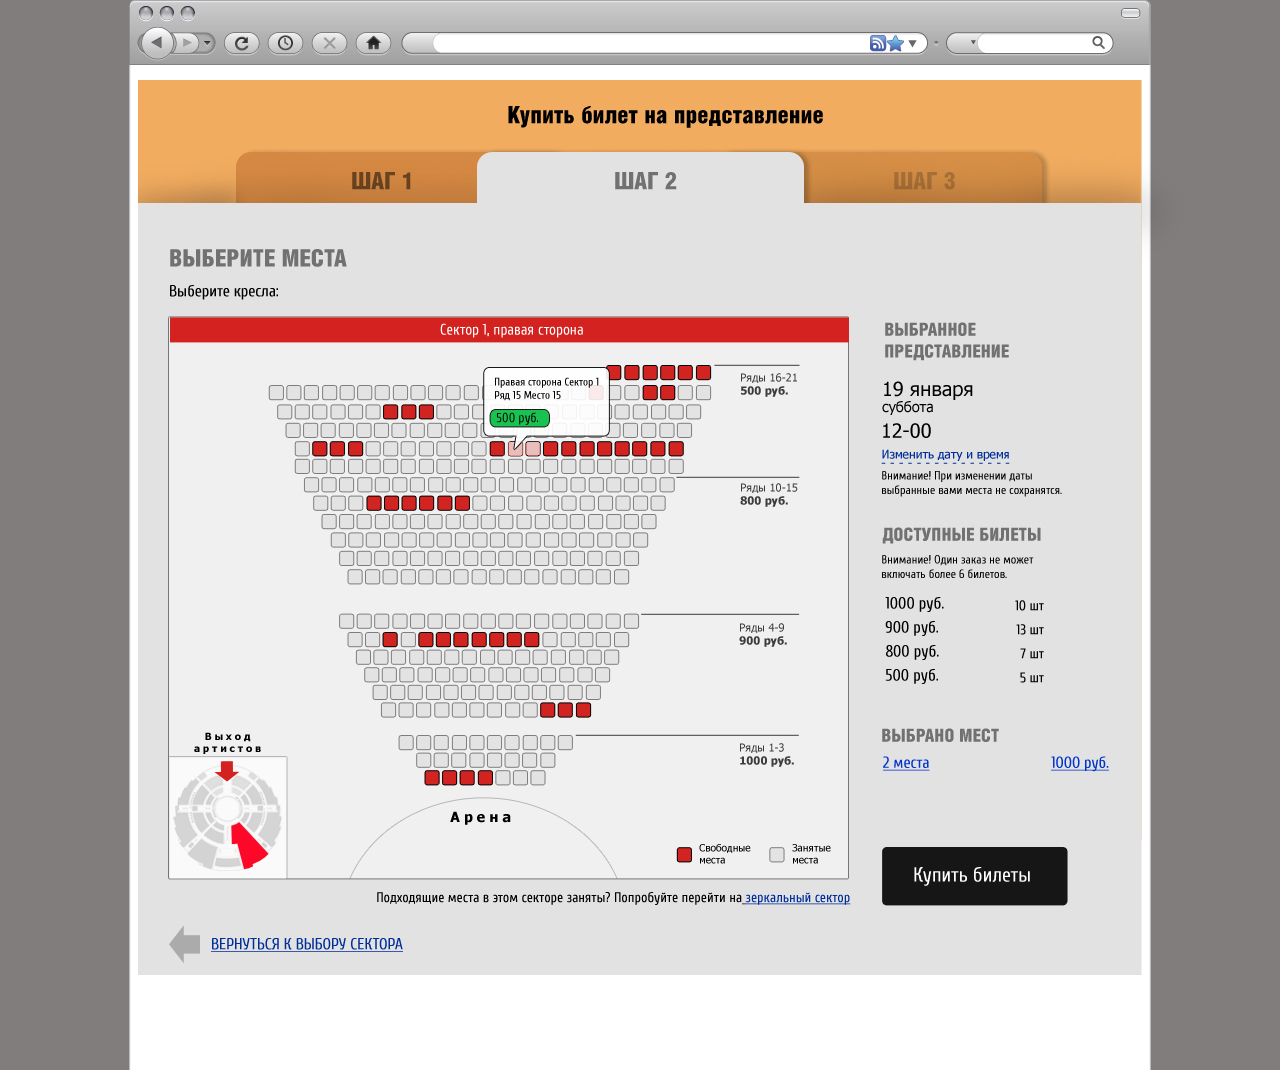 Купить билет на представление
ШАГ 1
ШАГ 2
ШАГ 3
ВЫБЕРИТЕ МЕСТА
Выберите кресла:
Сектор 1, правая сторона
Правая сторона Сектор 1
Ряд 15 Место 15
500 руб.
Ряды 16-21
500 руб.
Ряды 10-15
800 руб.
Ряды 4-9
900 руб.
Ряды 1-3
1000 руб.
Выход
артистов
Арена
Свободные
места
Занятые
места
Подходящие места в этом секторе заняты? Попробуйте перейти на зеркальный сектор
ВЕРНУТЬСЯ К ВЫБОРУ СЕКТОРА
ВЫБРАННОЕ
ПРЕДСТАВЛЕНИЕ
19 января
суббота
12-00
Изменить дату и время
Внимание! При изменении даты
выбранные вами места не сохранятся.
ДОСТУПНЫЕ БИЛЕТЫ
Внимание! Один заказ не может
включать более 6 билетов.
1000 руб. 10 шт
900 руб. 13 шт
800 руб. 7 шт
500 руб. 5 шт
ВЫБРАНО МЕСТ
2 места 1000 руб.
Купить билеты